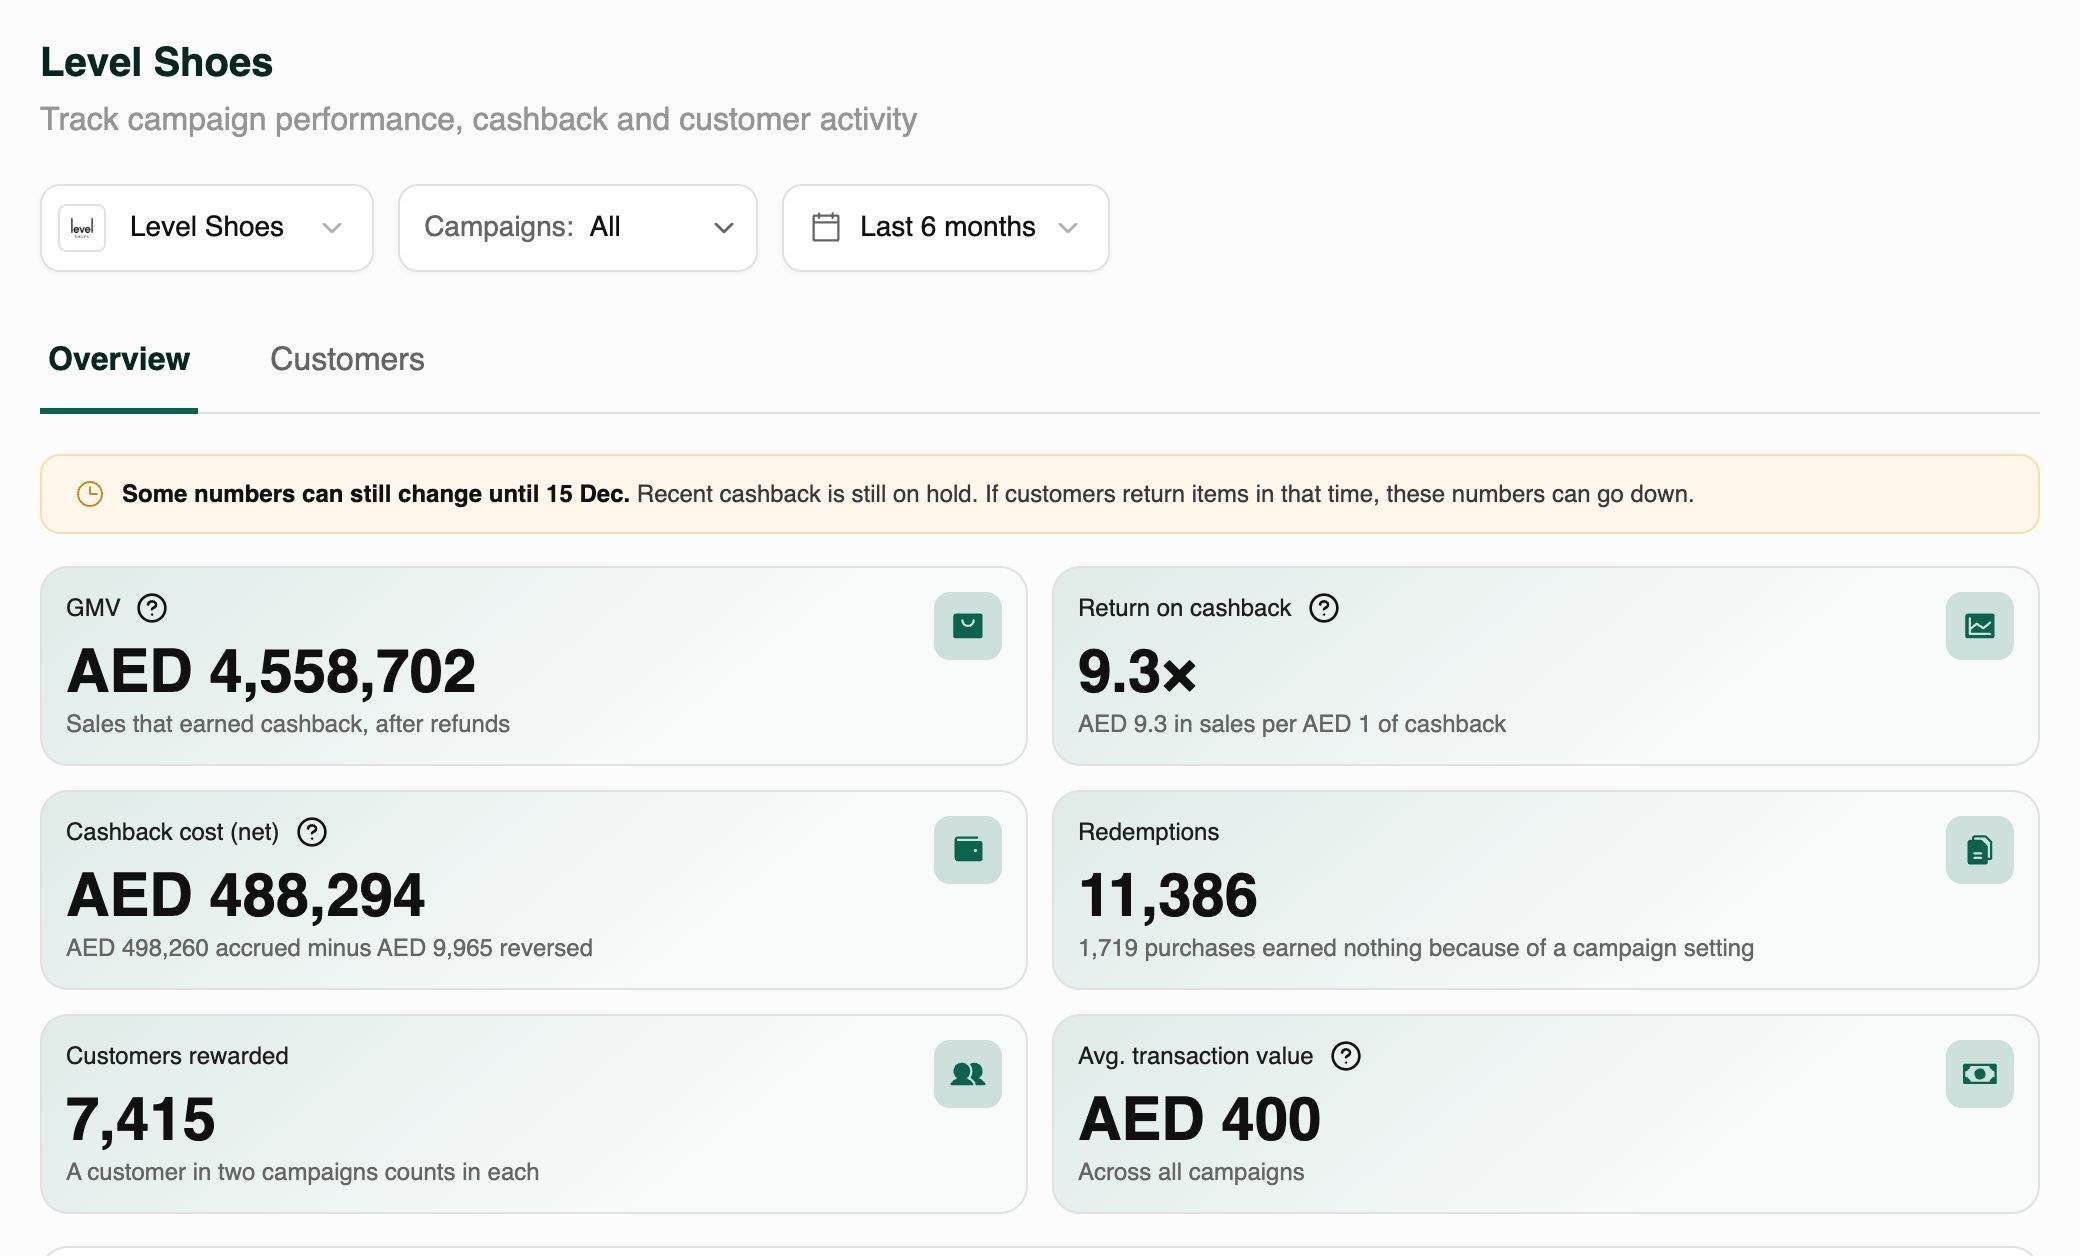 Level Shoes
Track campaign performance, cashback and customer activity
level
SHOES
Level Shoes
Campaigns: All
Last 6 months
Overview
Customers
Some numbers can still change until 15 Dec. Recent cashback is still on hold. If customers return items in that time, these numbers can go down.
GMV ?
AED 4,558,702
Sales that earned cashback, after refunds
Return on cashback ?
9.3×
AED 9.3 in sales per AED 1 of cashback
Cashback cost (net) ?
AED 488,294
AED 498,260 accrued minus AED 9,965 reversed
Redemptions
11,386
1,719 purchases earned nothing because of a campaign setting
Customers rewarded
7,415
A customer in two campaigns counts in each
Avg. transaction value ?
AED 400
Across all campaigns